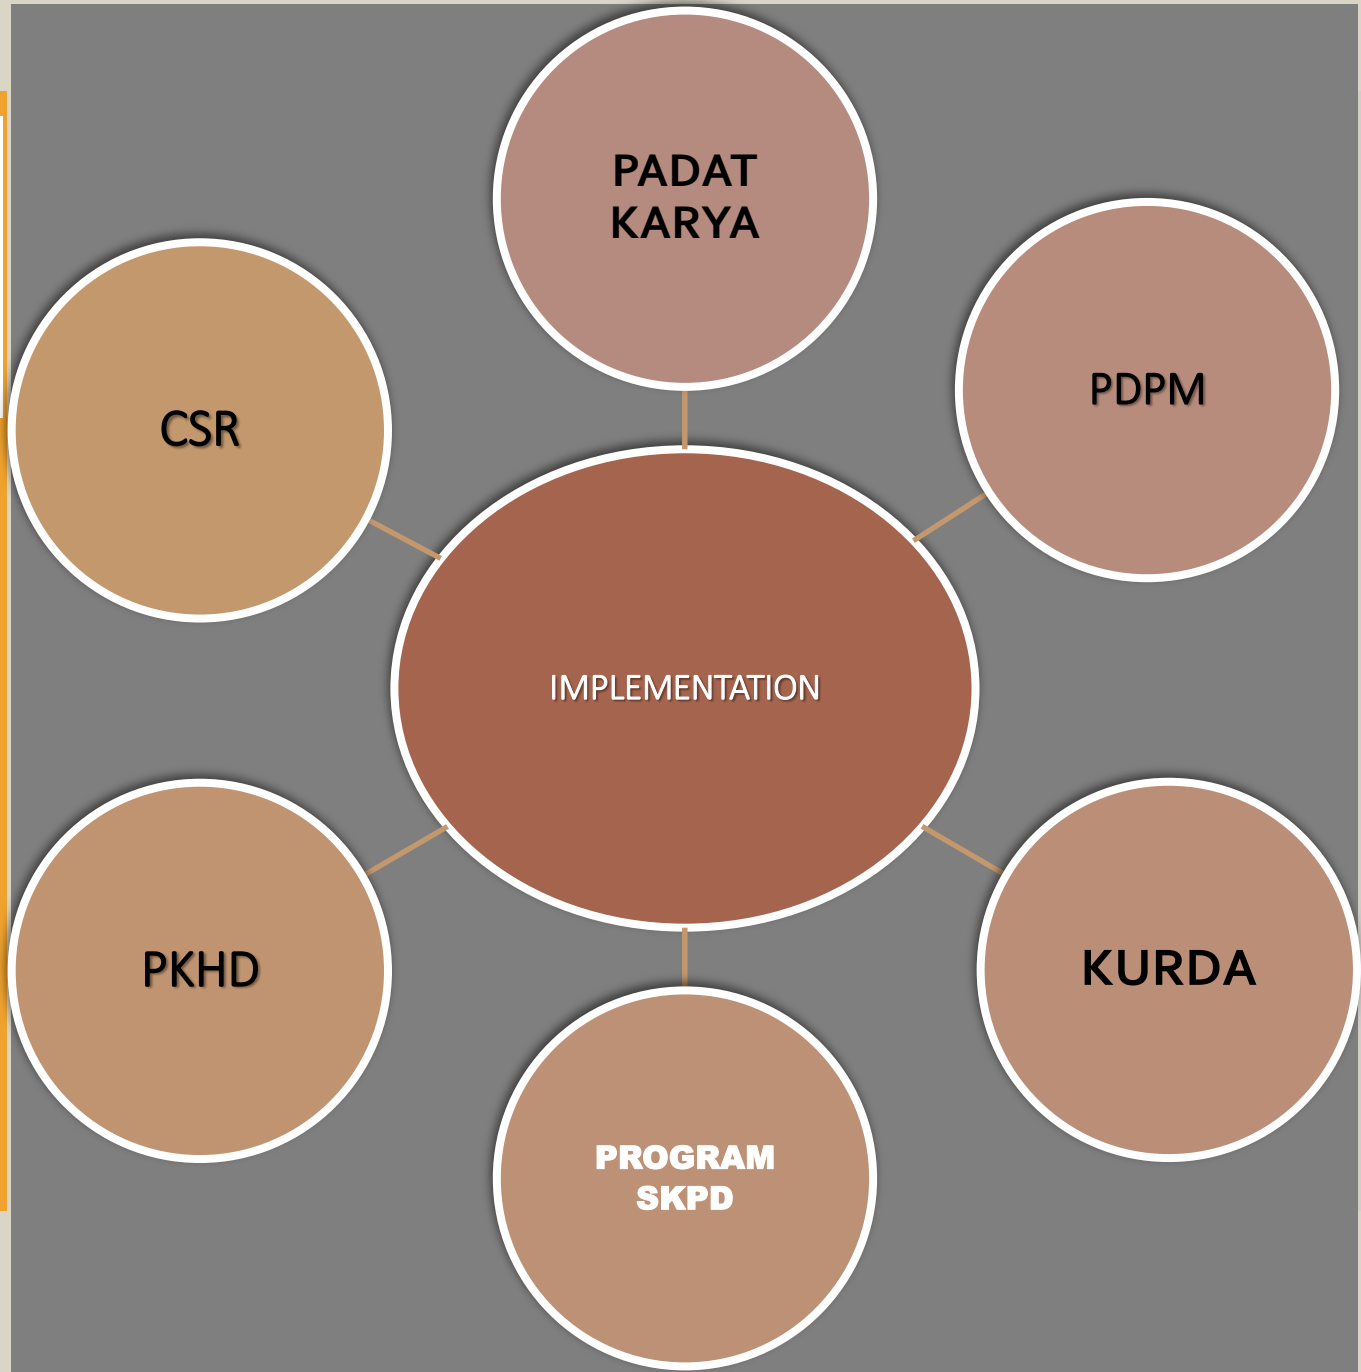 PADAT
KARYA
PDPM
CSR
IMPLEMENTATION
KURDA
PKHD
PROGRAM
SKPD